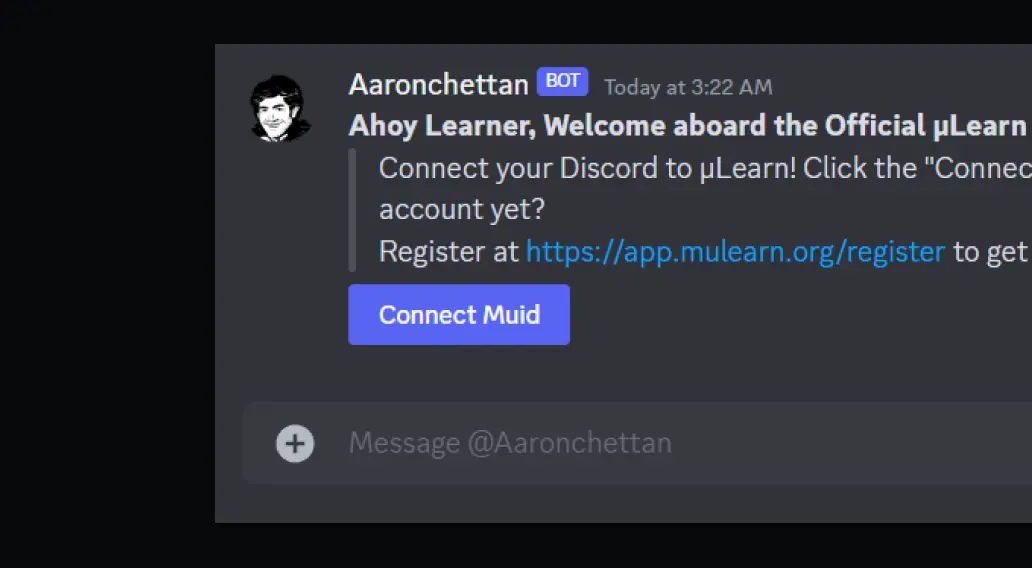 Aaronchettan BOT Today at 3:22 AM
Ahoy Learner, Welcome aboard the Official µLearn
Connect your Discord to µLearn! Click the "Connec
account yet?
Register at https://app.mulearn.org/register to get
Connect Muid
Message @Aaronchettan